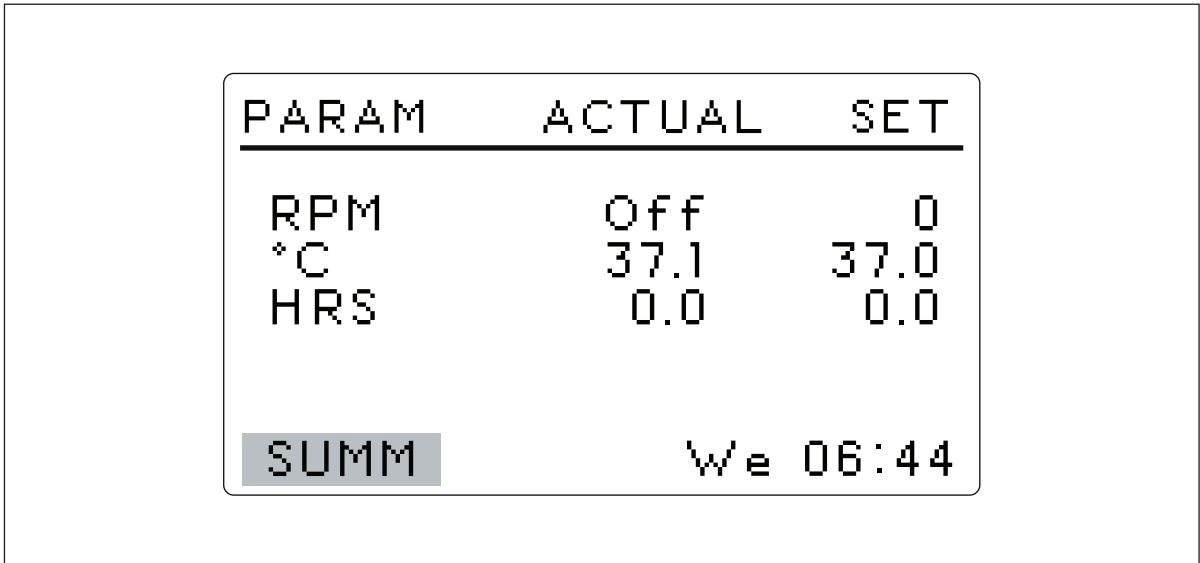 PARAM ACTUAL SET
RPM Off 0
°C 37.1 37.0
HRS 0.0 0.0
SUMM We 06:44